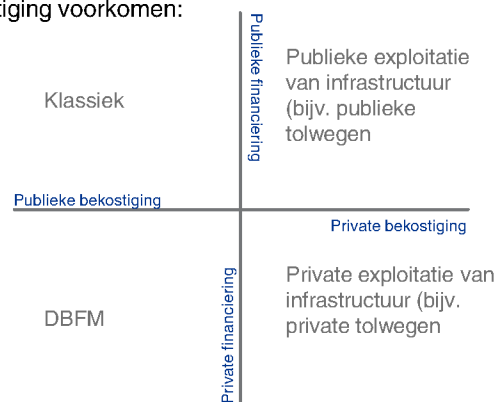 tiging voorkomen:
Klassiek
Publieke financiering
Publieke exploitatie
van infrastructuur
(bijv. publieke
tolwegen
Publieke bekostiging
Private bekostiging
DBFM
Private financiering
Private exploitatie van
infrastructuur (bijv.
private tolwegen